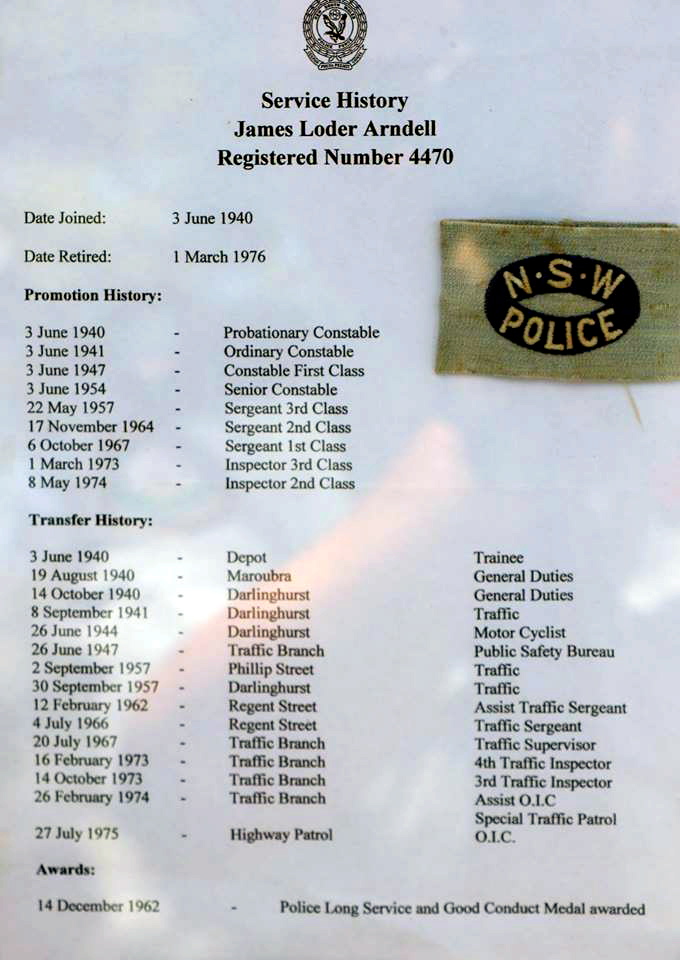 Service History
James Loder Arndell
Registered Number 4470
Date Joined: 3 June 1940
Date Retired: 1 March 1976
N·S·W
POLICE
Promotion History:
3 June 1940 - Probationary Constable
3 June 1941 - Ordinary Constable
3 June 1947 - Constable First Class
3 June 1954 - Senior Constable
22 May 1957 - Sergeant 3rd Class
17 November 1964 - Sergeant 2nd Class
6 October 1967 - Sergeant 1st Class
1 March 1973 - Inspector 3rd Class
8 May 1974 - Inspector 2nd Class
Transfer History:
3 June 1940 - Depot Trainee
19 August 1940 - Maroubra General Duties
14 October 1940 - Darlinghurst General Duties
8 September 1941 - Darlinghurst Traffic
26 June 1944 - Darlinghurst Motor Cyclist
26 June 1947 - Traffic Branch Public Safety Bureau
2 September 1957 - Phillip Street Traffic
30 September 1957 - Darlinghurst Traffic
12 February 1962 - Regent Street Assist Traffic Sergeant
4 July 1966 - Regent Street Traffic Sergeant
20 July 1967 - Traffic Branch Traffic Supervisor
16 February 1973 - Traffic Branch 4th Traffic Inspector
14 October 1973 - Traffic Branch 3rd Traffic Inspector
26 February 1974 - Traffic Branch Assist O.I.C
Special Traffic Patrol
27 July 1975 - Highway Patrol O.I.C.
Awards:
14 December 1962 - Police Long Service and Good Conduct Medal awarded